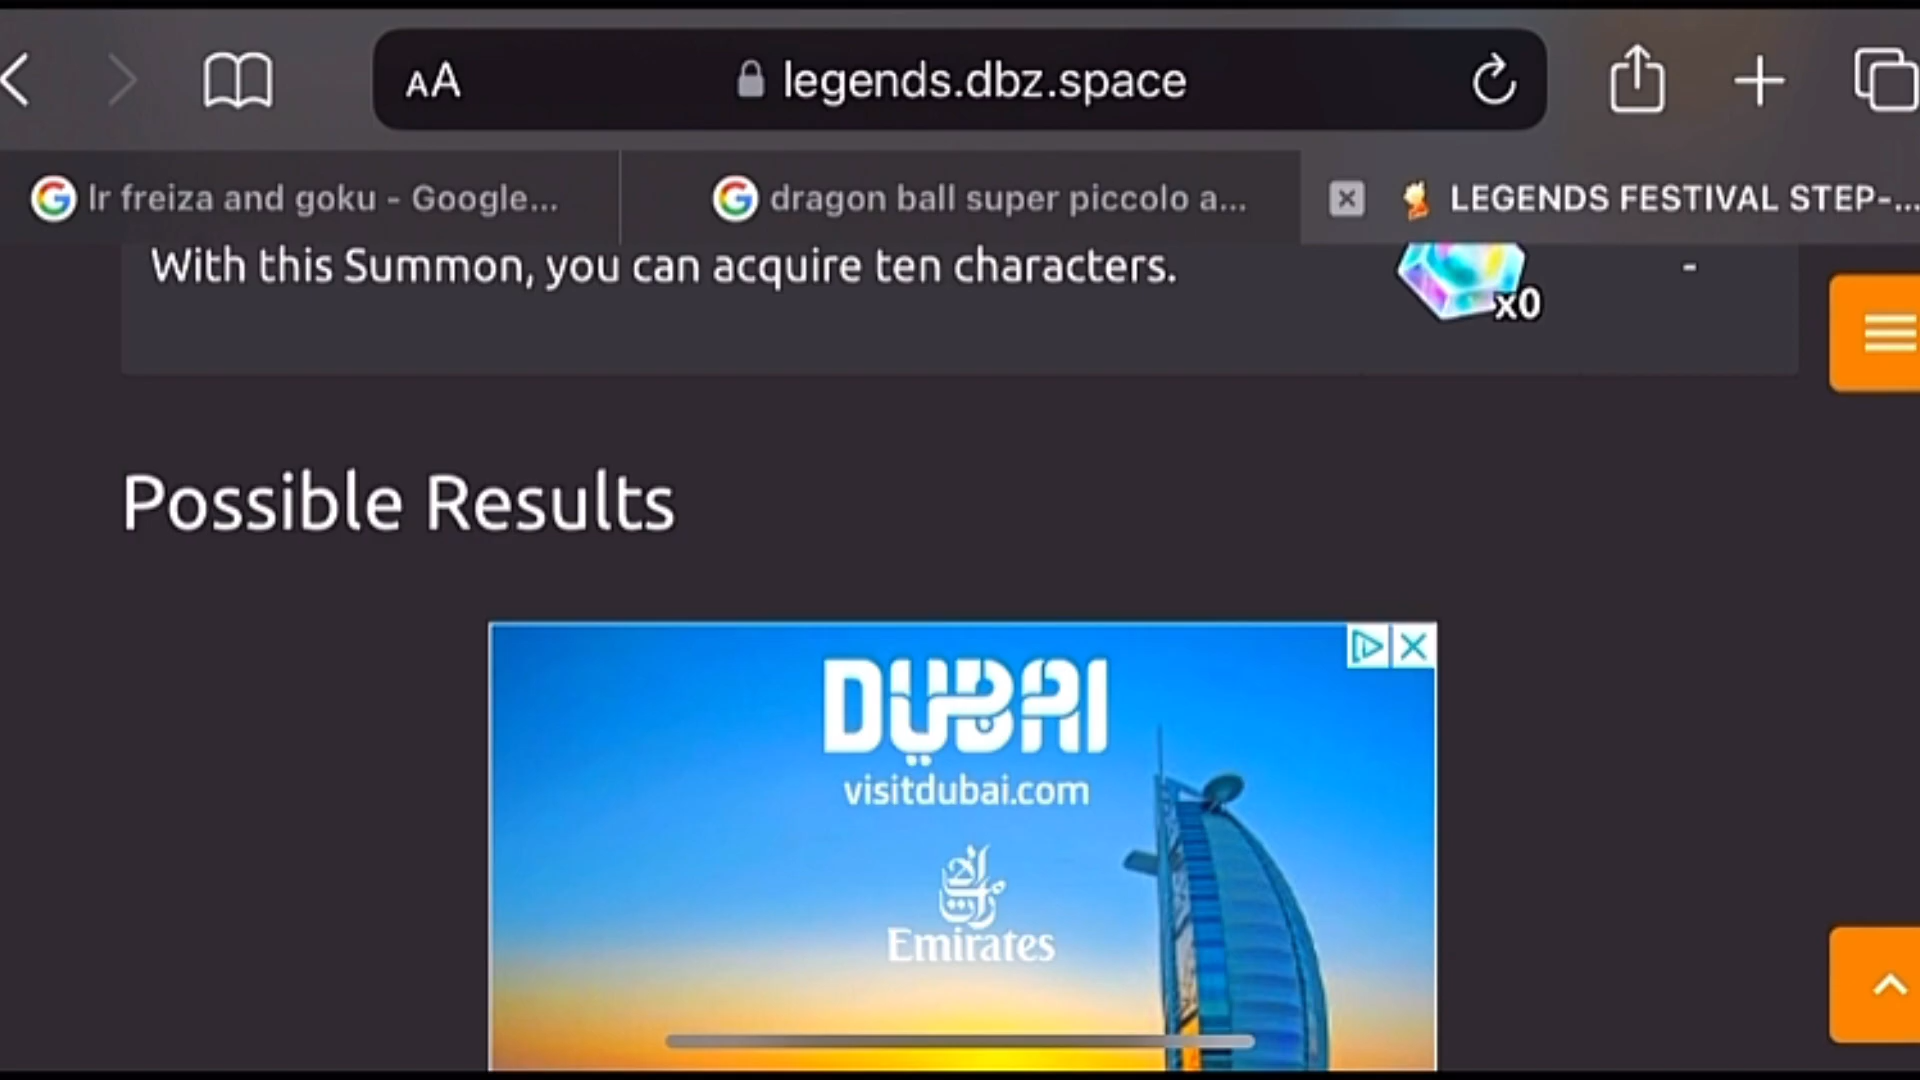 AA
legends.dbz.space
lr freiza and goku - Google...
dragon ball super piccolo a...
LEGENDS FESTIVAL STEP-...
With this Summon, you can acquire ten characters.
x0
-
Possible Results
DUBAI
visitdubai.com
Emirates